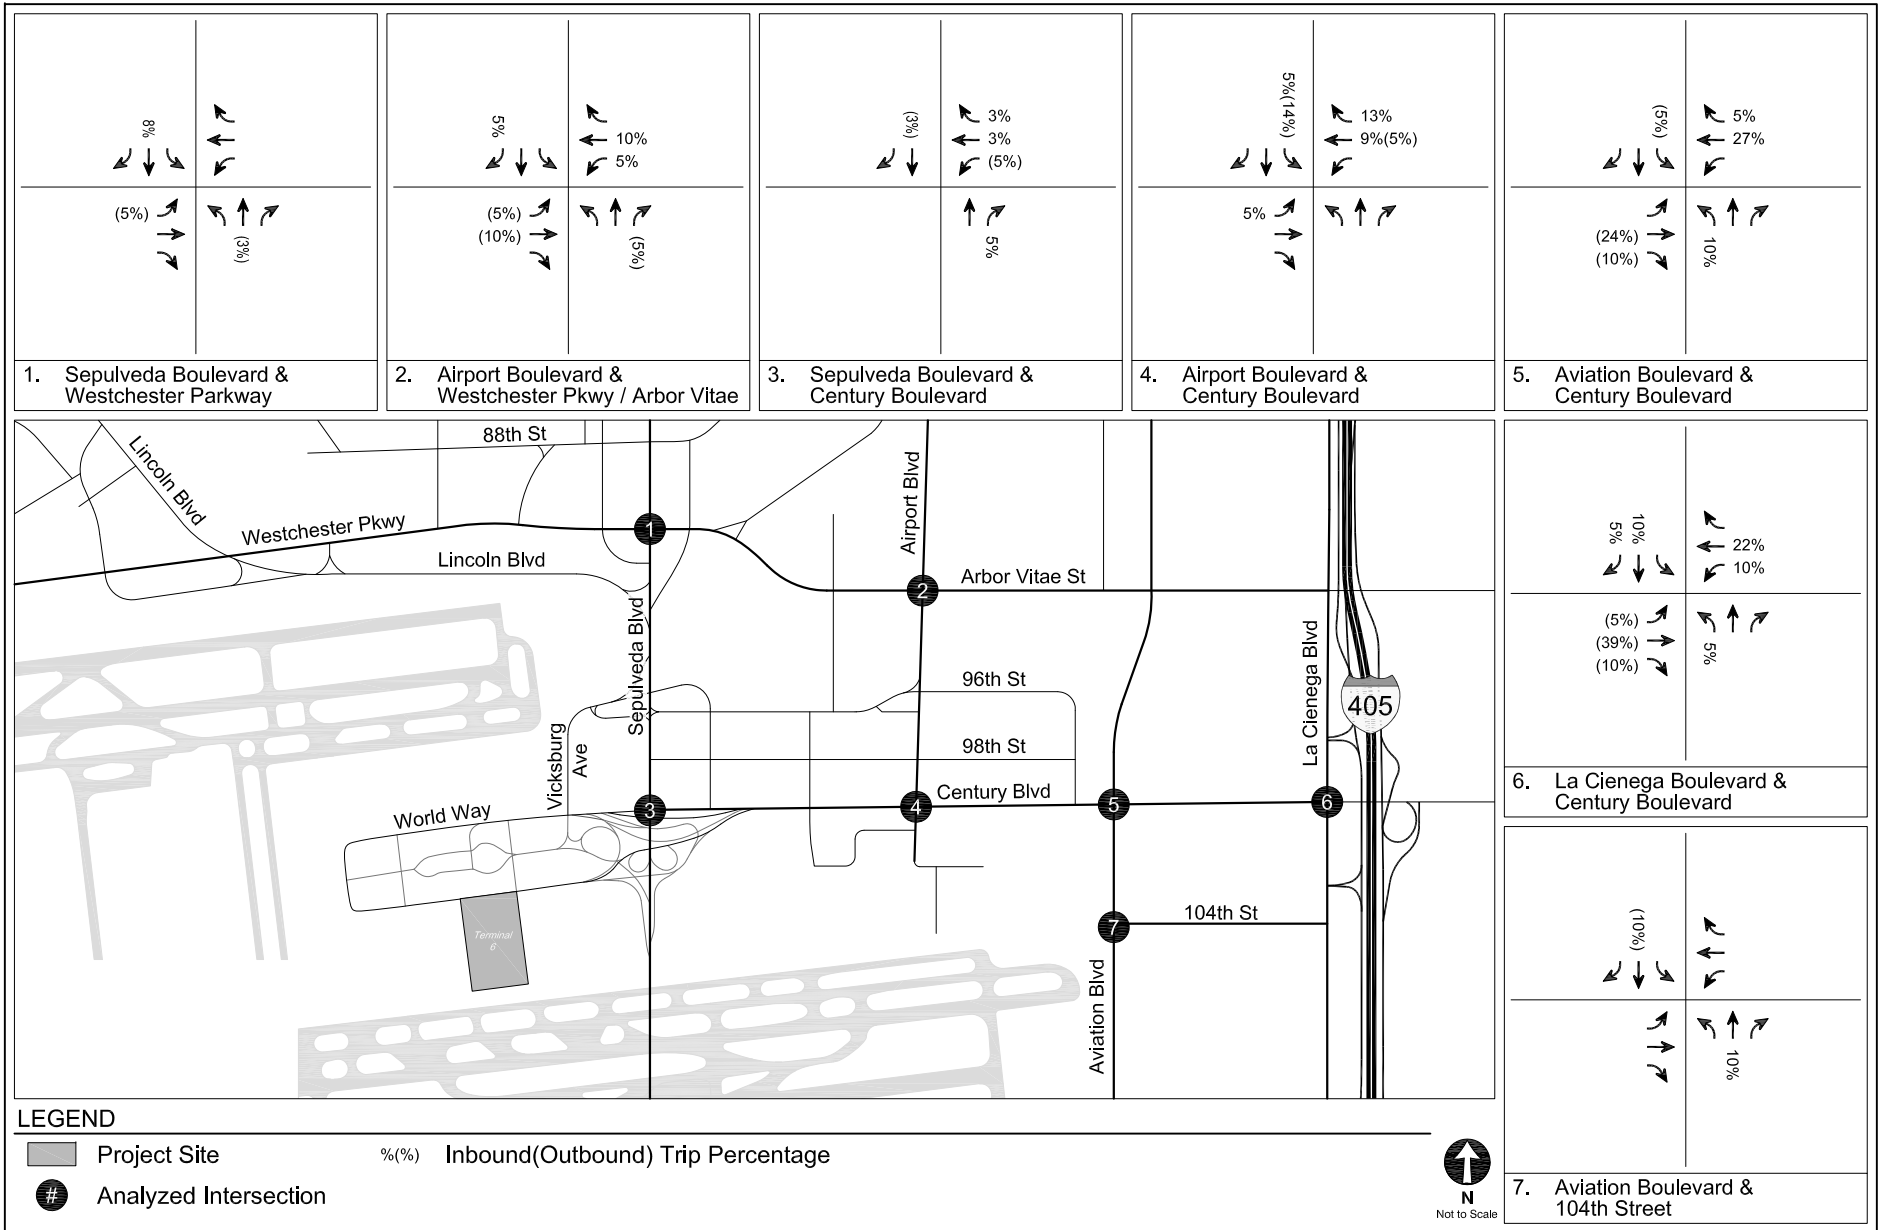 8%
(5%)
(3%)
1. Sepulveda Boulevard &
Westchester Parkway
5%
10%
5%
(5%)
(10%)
(5%)
2. Airport Boulevard &
Westchester Pkwy / Arbor Vitae
(3%)
3%
3%
(5%)
5%
3. Sepulveda Boulevard &
Century Boulevard
5%(14%)
13%
9%(5%)
5%
4. Airport Boulevard &
Century Boulevard
(5%)
5%
27%
(24%)
(10%)
10%
5. Aviation Boulevard &
Century Boulevard
88th St
Lincoln Blvd
Westchester Pkwy
Lincoln Blvd
1
Airport Blvd
2
Arbor Vitae St
Sepulveda Blvd
La Cienega Blvd
96th St
405
Vicksburg
Ave
98th St
World Way
3
4
Century Blvd
5
6
Terminal
6
7
104th St
Aviation Blvd
5%
10%
22%
10%
(5%)
(39%)
(10%)
5%
6. La Cienega Boulevard &
Century Boulevard
(10%)
10%
7. Aviation Boulevard &
104th Street
LEGEND
Project Site
%(%) Inbound(Outbound) Trip Percentage
# Analyzed Intersection
N
Not to Scale